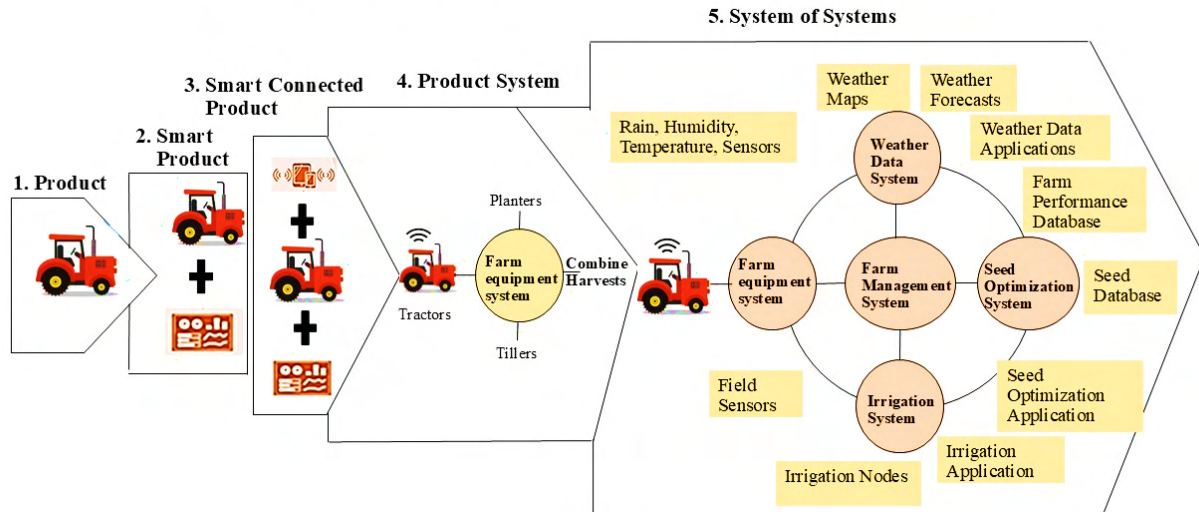 5. System of Systems
4. Product System
3. Smart Connected
Product
2. Smart
Product
1. Product
Planters
Farm
equipment
system
Combine
Harvests
Tractors
Tillers
Rain, Humidity,
Temperature, Sensors
Weather
Maps
Weather
Forecasts
Weather Data
Applications
Farm
Performance
Database
Seed
Database
Seed
Optimization
Application
Irrigation
Application
Irrigation Nodes
Field
Sensors
Weather
Data
System
Farm
equipment
system
Farm
Management
System
Seed
Optimization
System
Irrigation
System